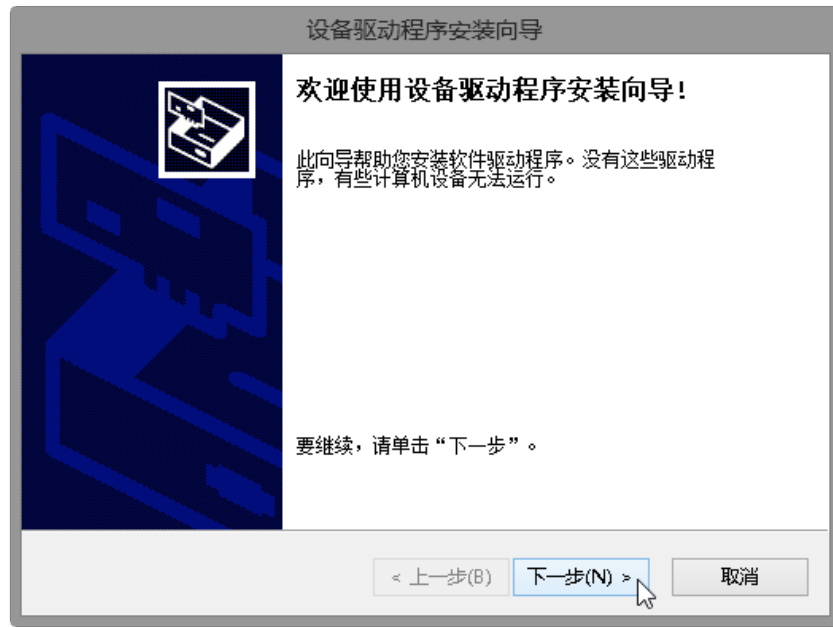 设备驱动程序安装向导
欢迎使用设备驱动程序安装向导!
此向导帮助您安装软件驱动程序。没有这些驱动程
序，有些计算机设备无法运行。
要继续，请单击“下一步”。
< 上一步(B) 下一步(N) > 取消